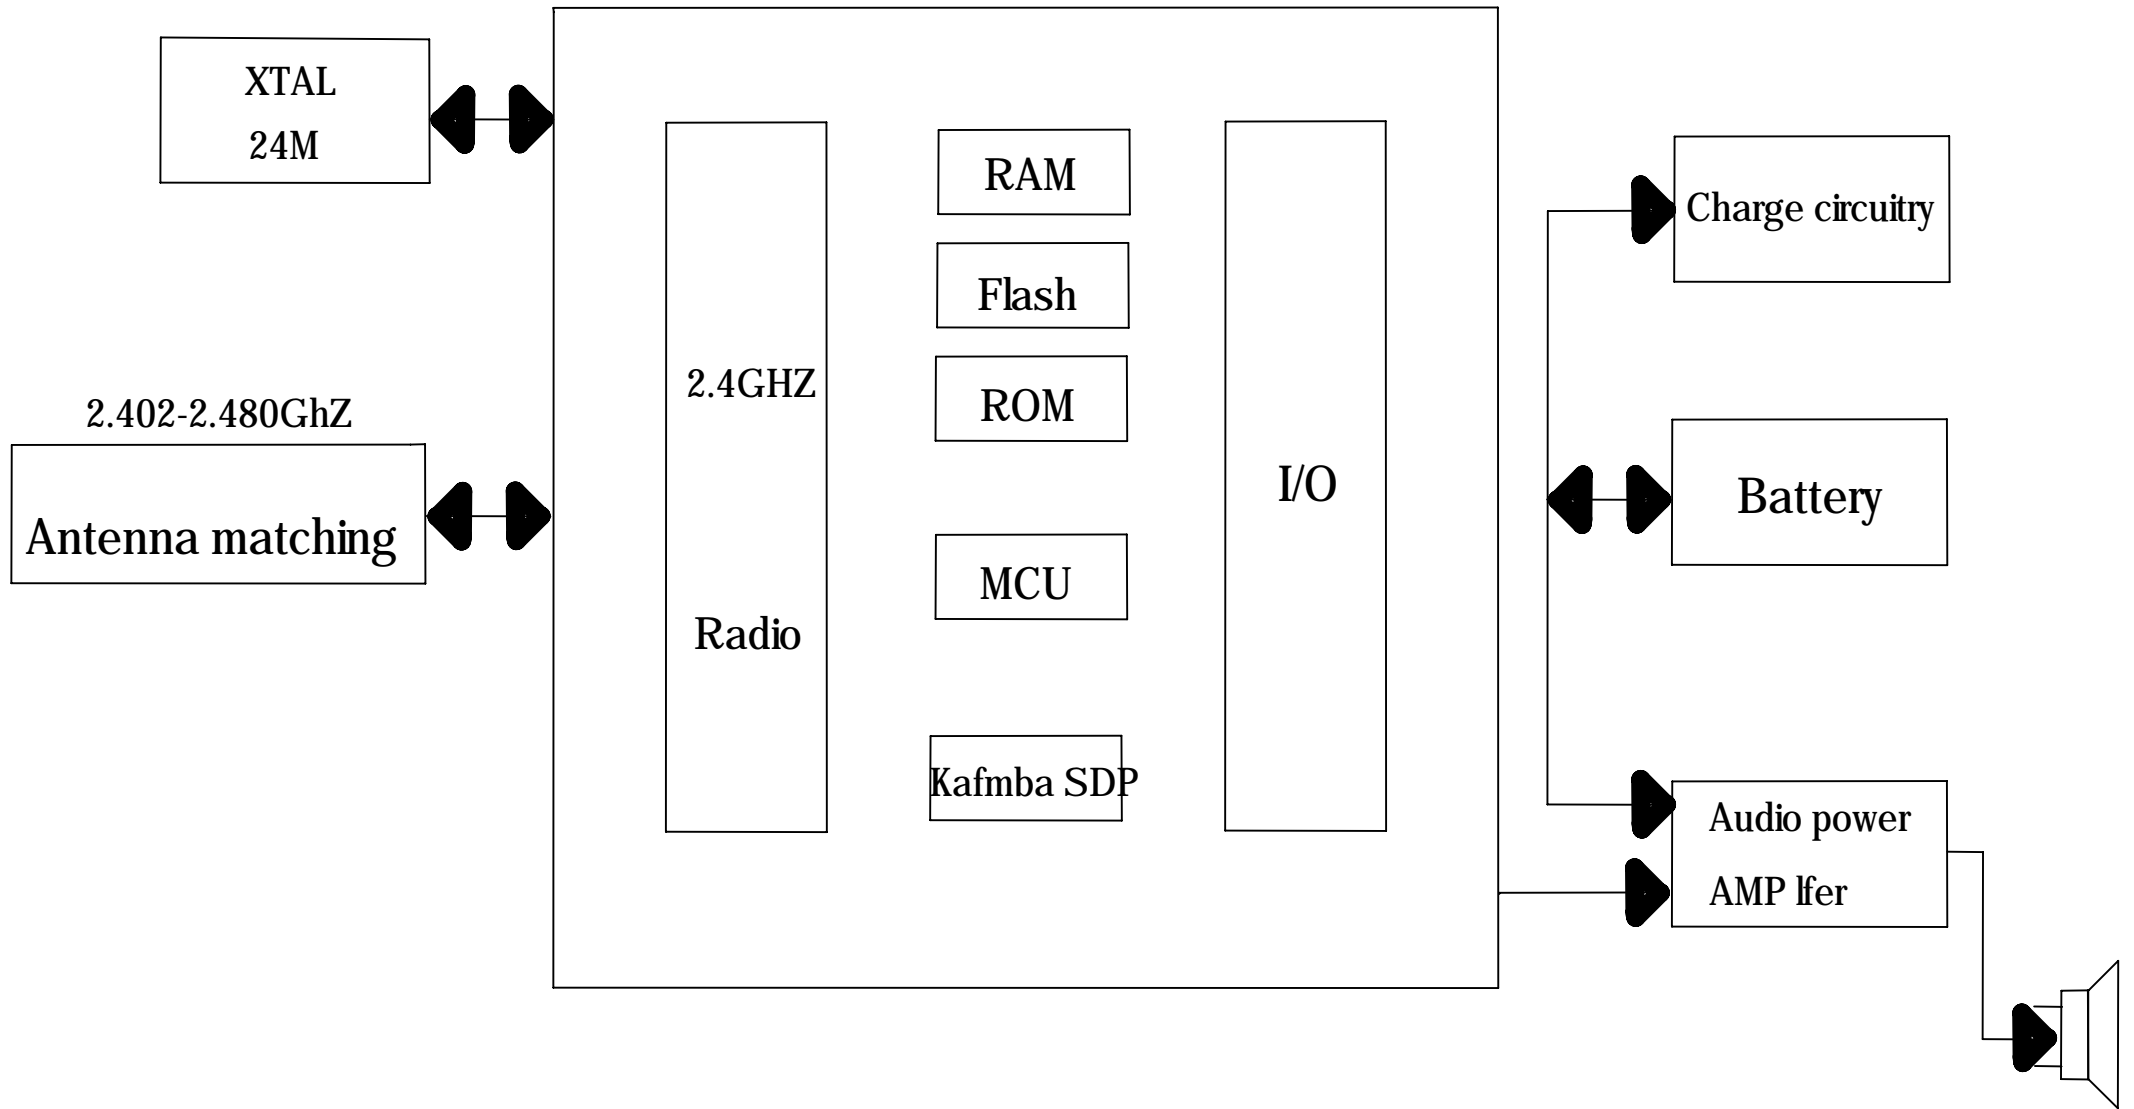 XTAL
24M
2.402-2.480GhZ
Antenna matching
2.4GHZ
Radio
RAM
Flash
ROM
MCU
Kafmba SDP
I/O
Charge circuitry
Battery
Audio power
AMP lfer